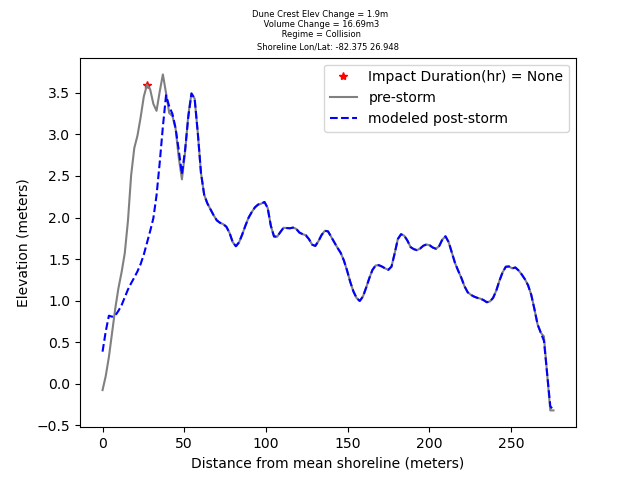 Dune Crest Elev Change = 1.9m
Volume Change = 16.69m3
Regime = Collision
Shoreline Lon/Lat: -82.375 26.948
Impact Duration(hr) = None
pre-storm
modeled post-storm
3.5
3.0
2.5
2.0
1.5
1.0
0.5
0.0
−0.5
Elevation (meters)
0 50 100 150 200 250
Distance from mean shoreline (meters)